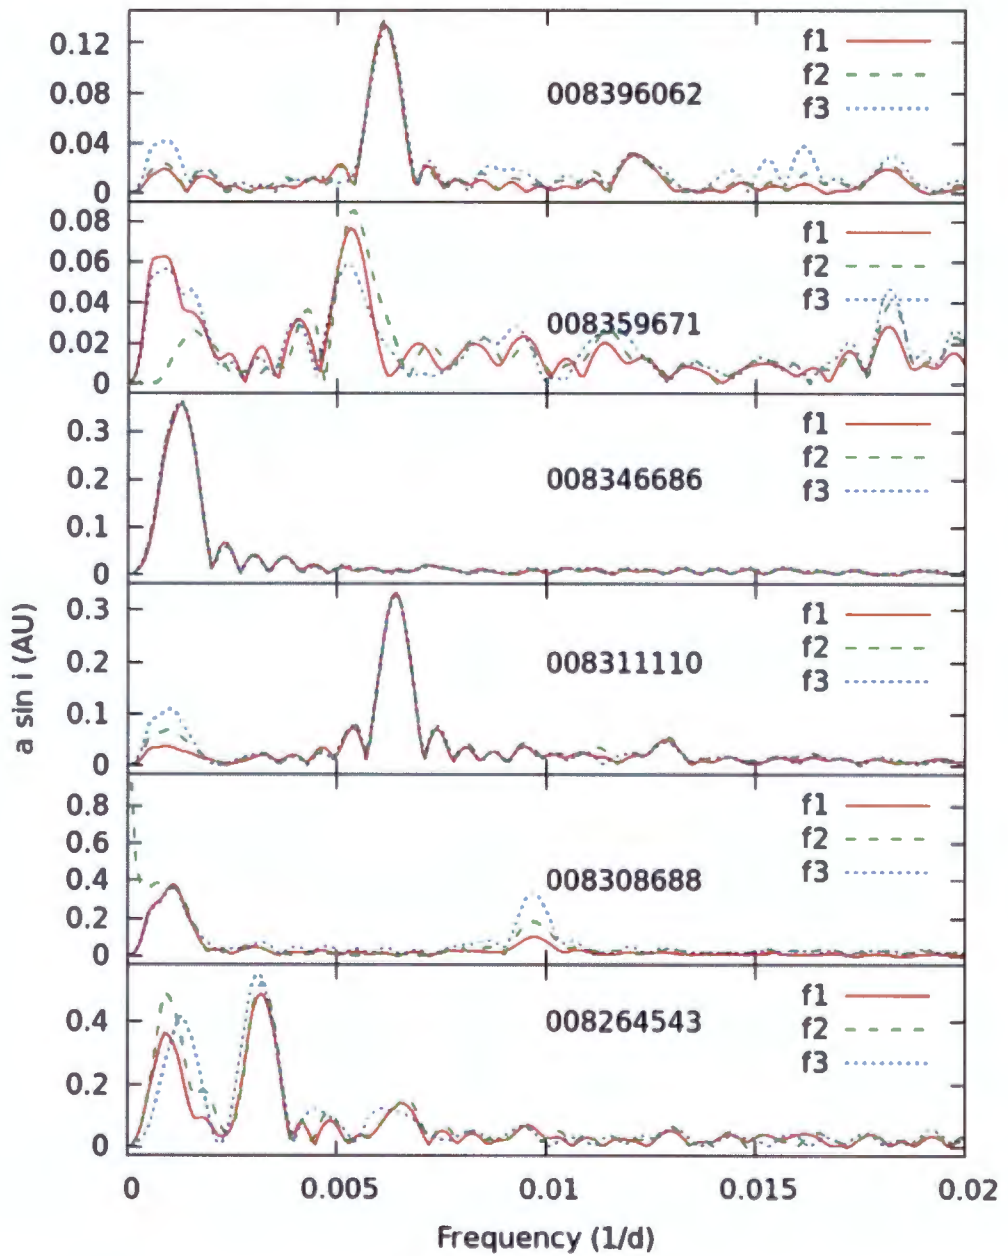 0.12
0.08
0.04
0
008396062
f1
f2
f3
0.08
0.06
0.04
0.02
0
008359671
f1
f2
f3
0.3
0.2
0.1
0
008346686
f1
f2
f3
0.3
0.2
0.1
0
008311110
f1
f2
f3
0.8
0.6
0.4
0.2
0
008308688
f1
f2
f3
0.4
0.2
0
008264543
f1
f2
f3
a sin i (AU)
0 0.005 0.01 0.015 0.02
Frequency (1/d)